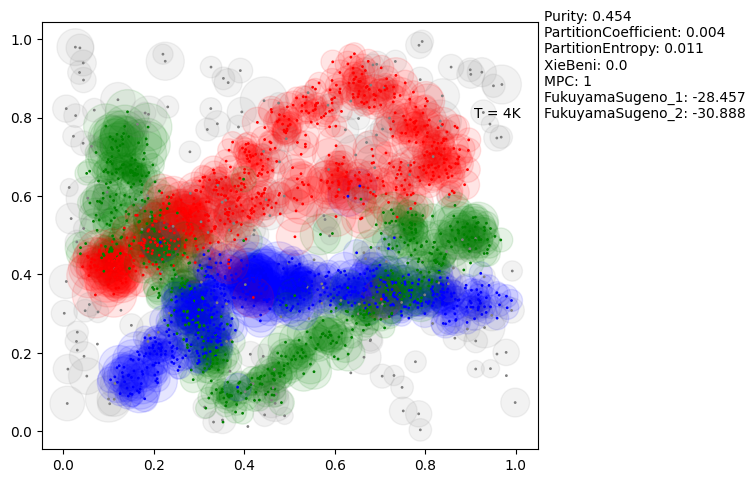 Purity: 0.454
PartitionCoefficient: 0.004
PartitionEntropy: 0.011
XieBeni: 0.0
MPC: 1
FukuyamaSugeno_1: -28.457
FukuyamaSugeno_2: -30.888
T = 4K
1.0
0.8
0.6
0.4
0.2
0.0
0.0 0.2 0.4 0.6 0.8 1.0